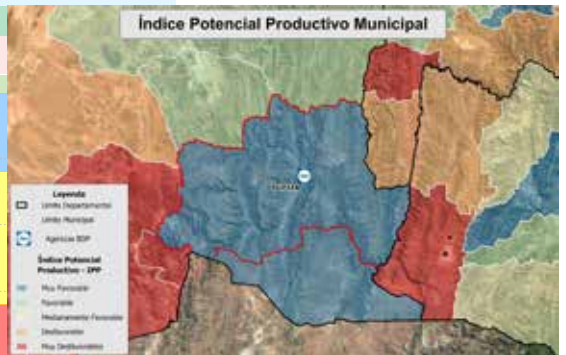 Índice Potencial Productivo Municipal
Leyenda
Límite Departamental
Límite Municipal
Agencias BDP
Índice Potencial
Productivo - IPP
Muy Favorable
Favorable
Medianamente Favorable
Desfavorable
Muy Desfavorable